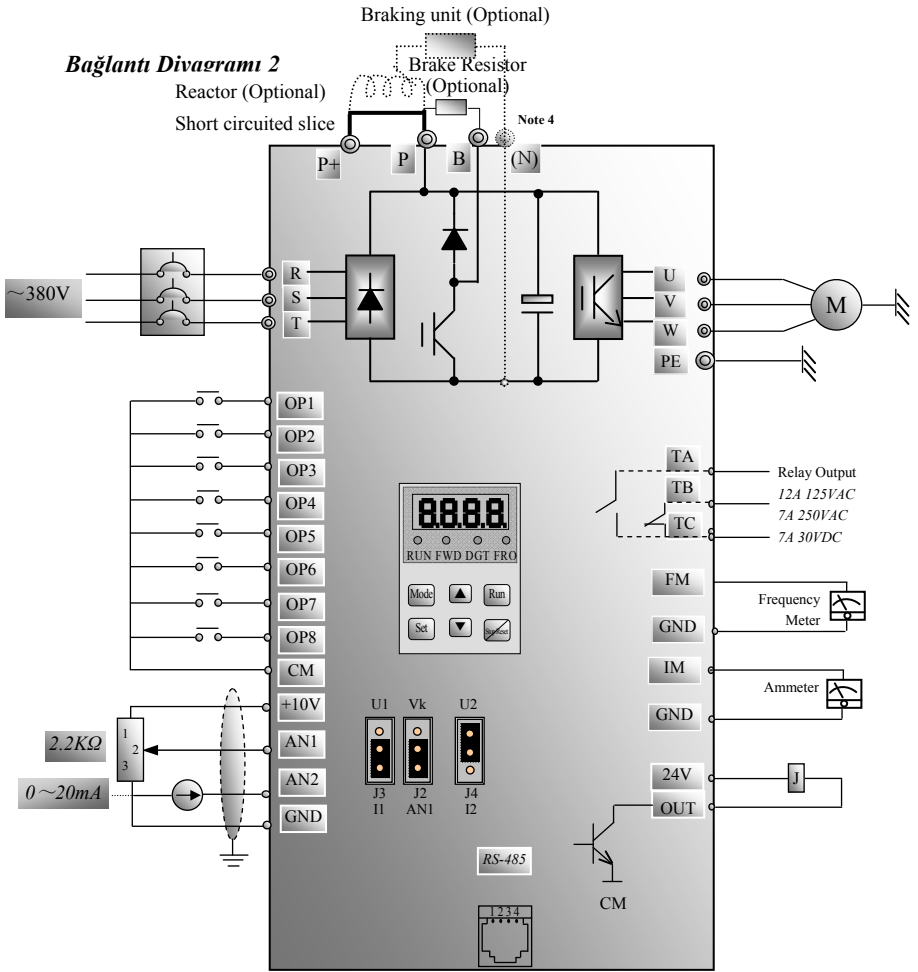 Braking unit (Optional)
Bağlantı Diyagramı 2
Brake Resistor
(Optional)
Reactor (Optional)
Short circuited slice
Note 4
P+
P
B
(N)
~380V
R
S
T
U
V
W
PE
M
OP1
OP2
OP3
OP4
OP5
OP6
OP7
OP8
CM
+10V
AN1
AN2
GND
1
2
3
2.2KΩ
0~20mA
8.8.8.8.
RUN FWD DGT FRO
Mode
Run
Set
Stop/Reset
U1 Vk U2
J3 J2 J4
I1 AN1 I2
TA
TB
TC
Relay Output
12A 125VAC
7A 250VAC
7A 30VDC
FM
Frequency
Meter
GND
IM
Ammeter
GND
24V
J
OUT
CM
RS-485
1234